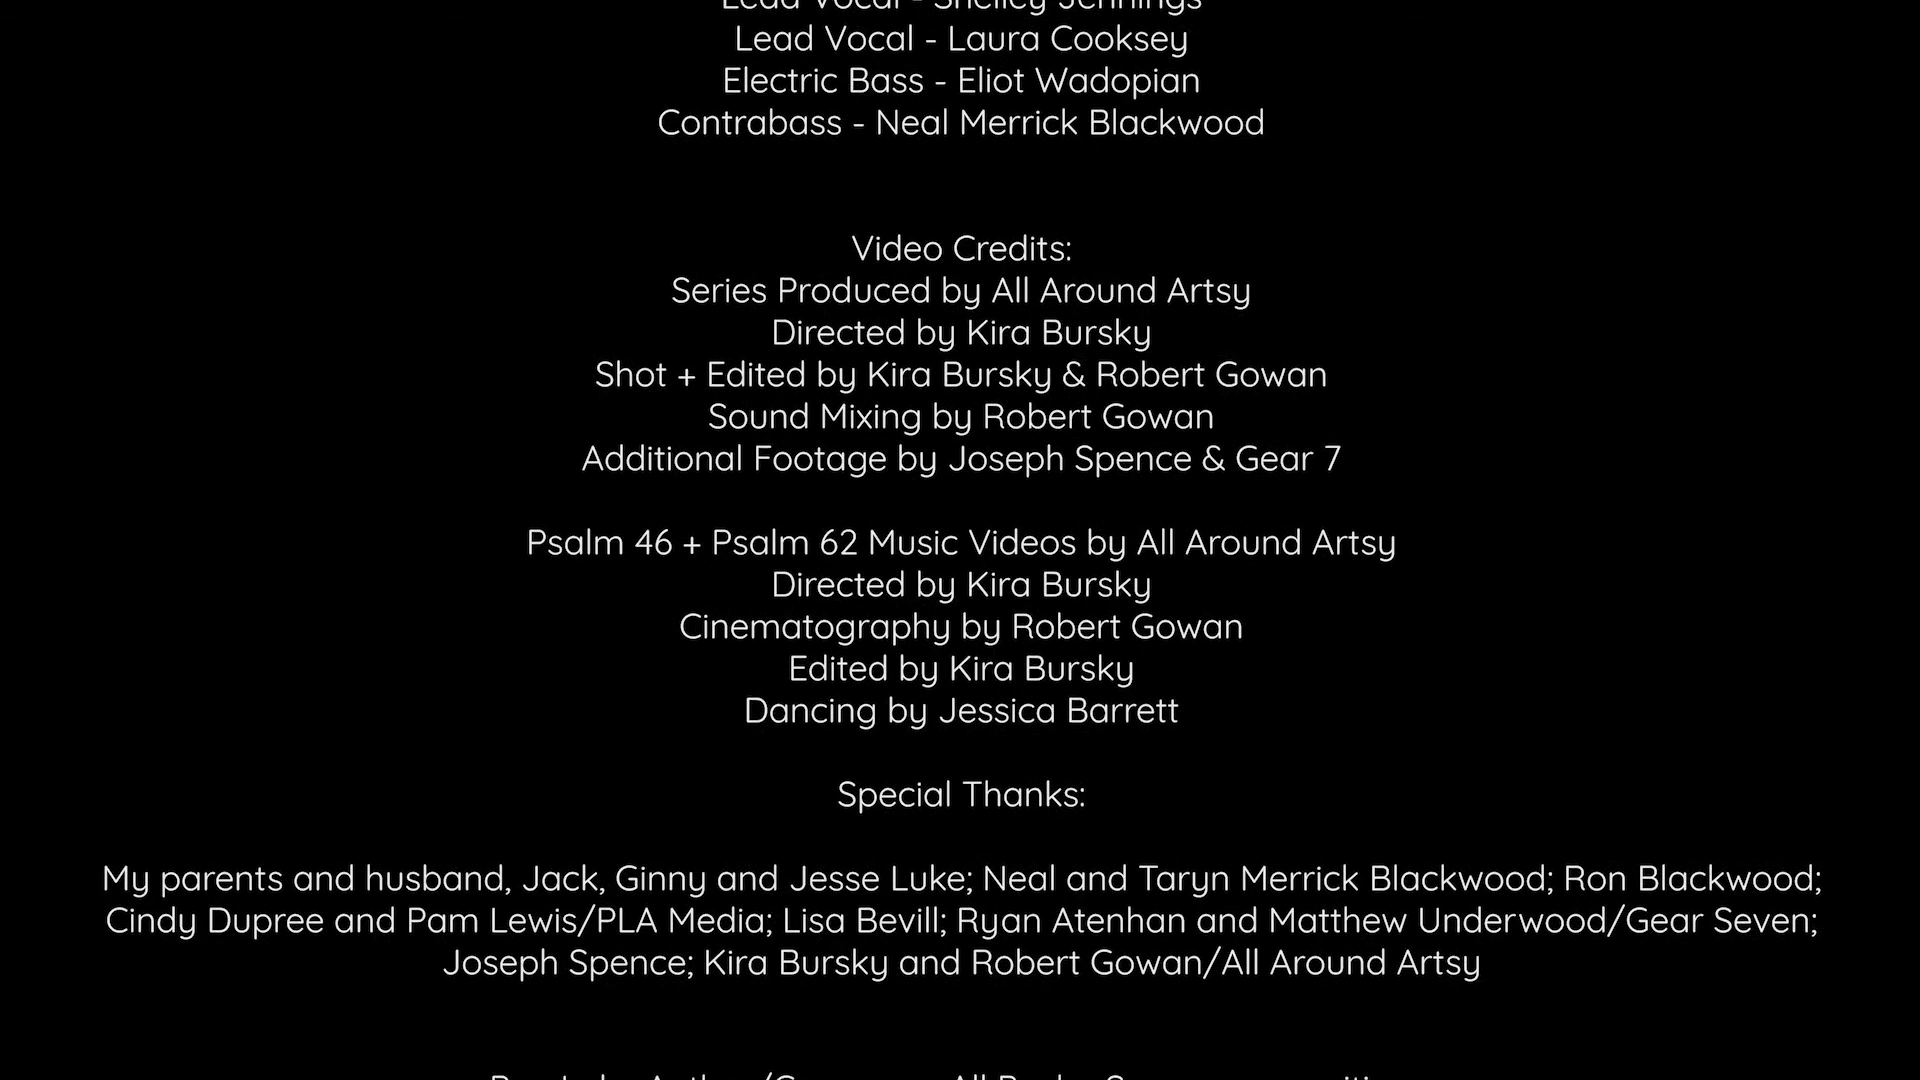 Lead Vocal - Shelley Jennings
Lead Vocal - Laura Cooksey
Electric Bass - Eliot Wadopian
Contrabass - Neal Merrick Blackwood
Video Credits:
Series Produced by All Around Artsy
Directed by Kira Bursky
Shot + Edited by Kira Bursky & Robert Gowan
Sound Mixing by Robert Gowan
Additional Footage by Joseph Spence & Gear 7
Psalm 46 + Psalm 62 Music Videos by All Around Artsy
Directed by Kira Bursky
Cinematography by Robert Gowan
Edited by Kira Bursky
Dancing by Jessica Barrett
Special Thanks:
My parents and husband, Jack, Ginny and Jesse Luke; Neal and Taryn Merrick Blackwood; Ron Blackwood;
Cindy Dupree and Pam Lewis/PLA Media; Lisa Bevill; Ryan Atenhan and Matthew Underwood/Gear Seven;
Joseph Spence; Kira Bursky and Robert Gowan/All Around Artsy